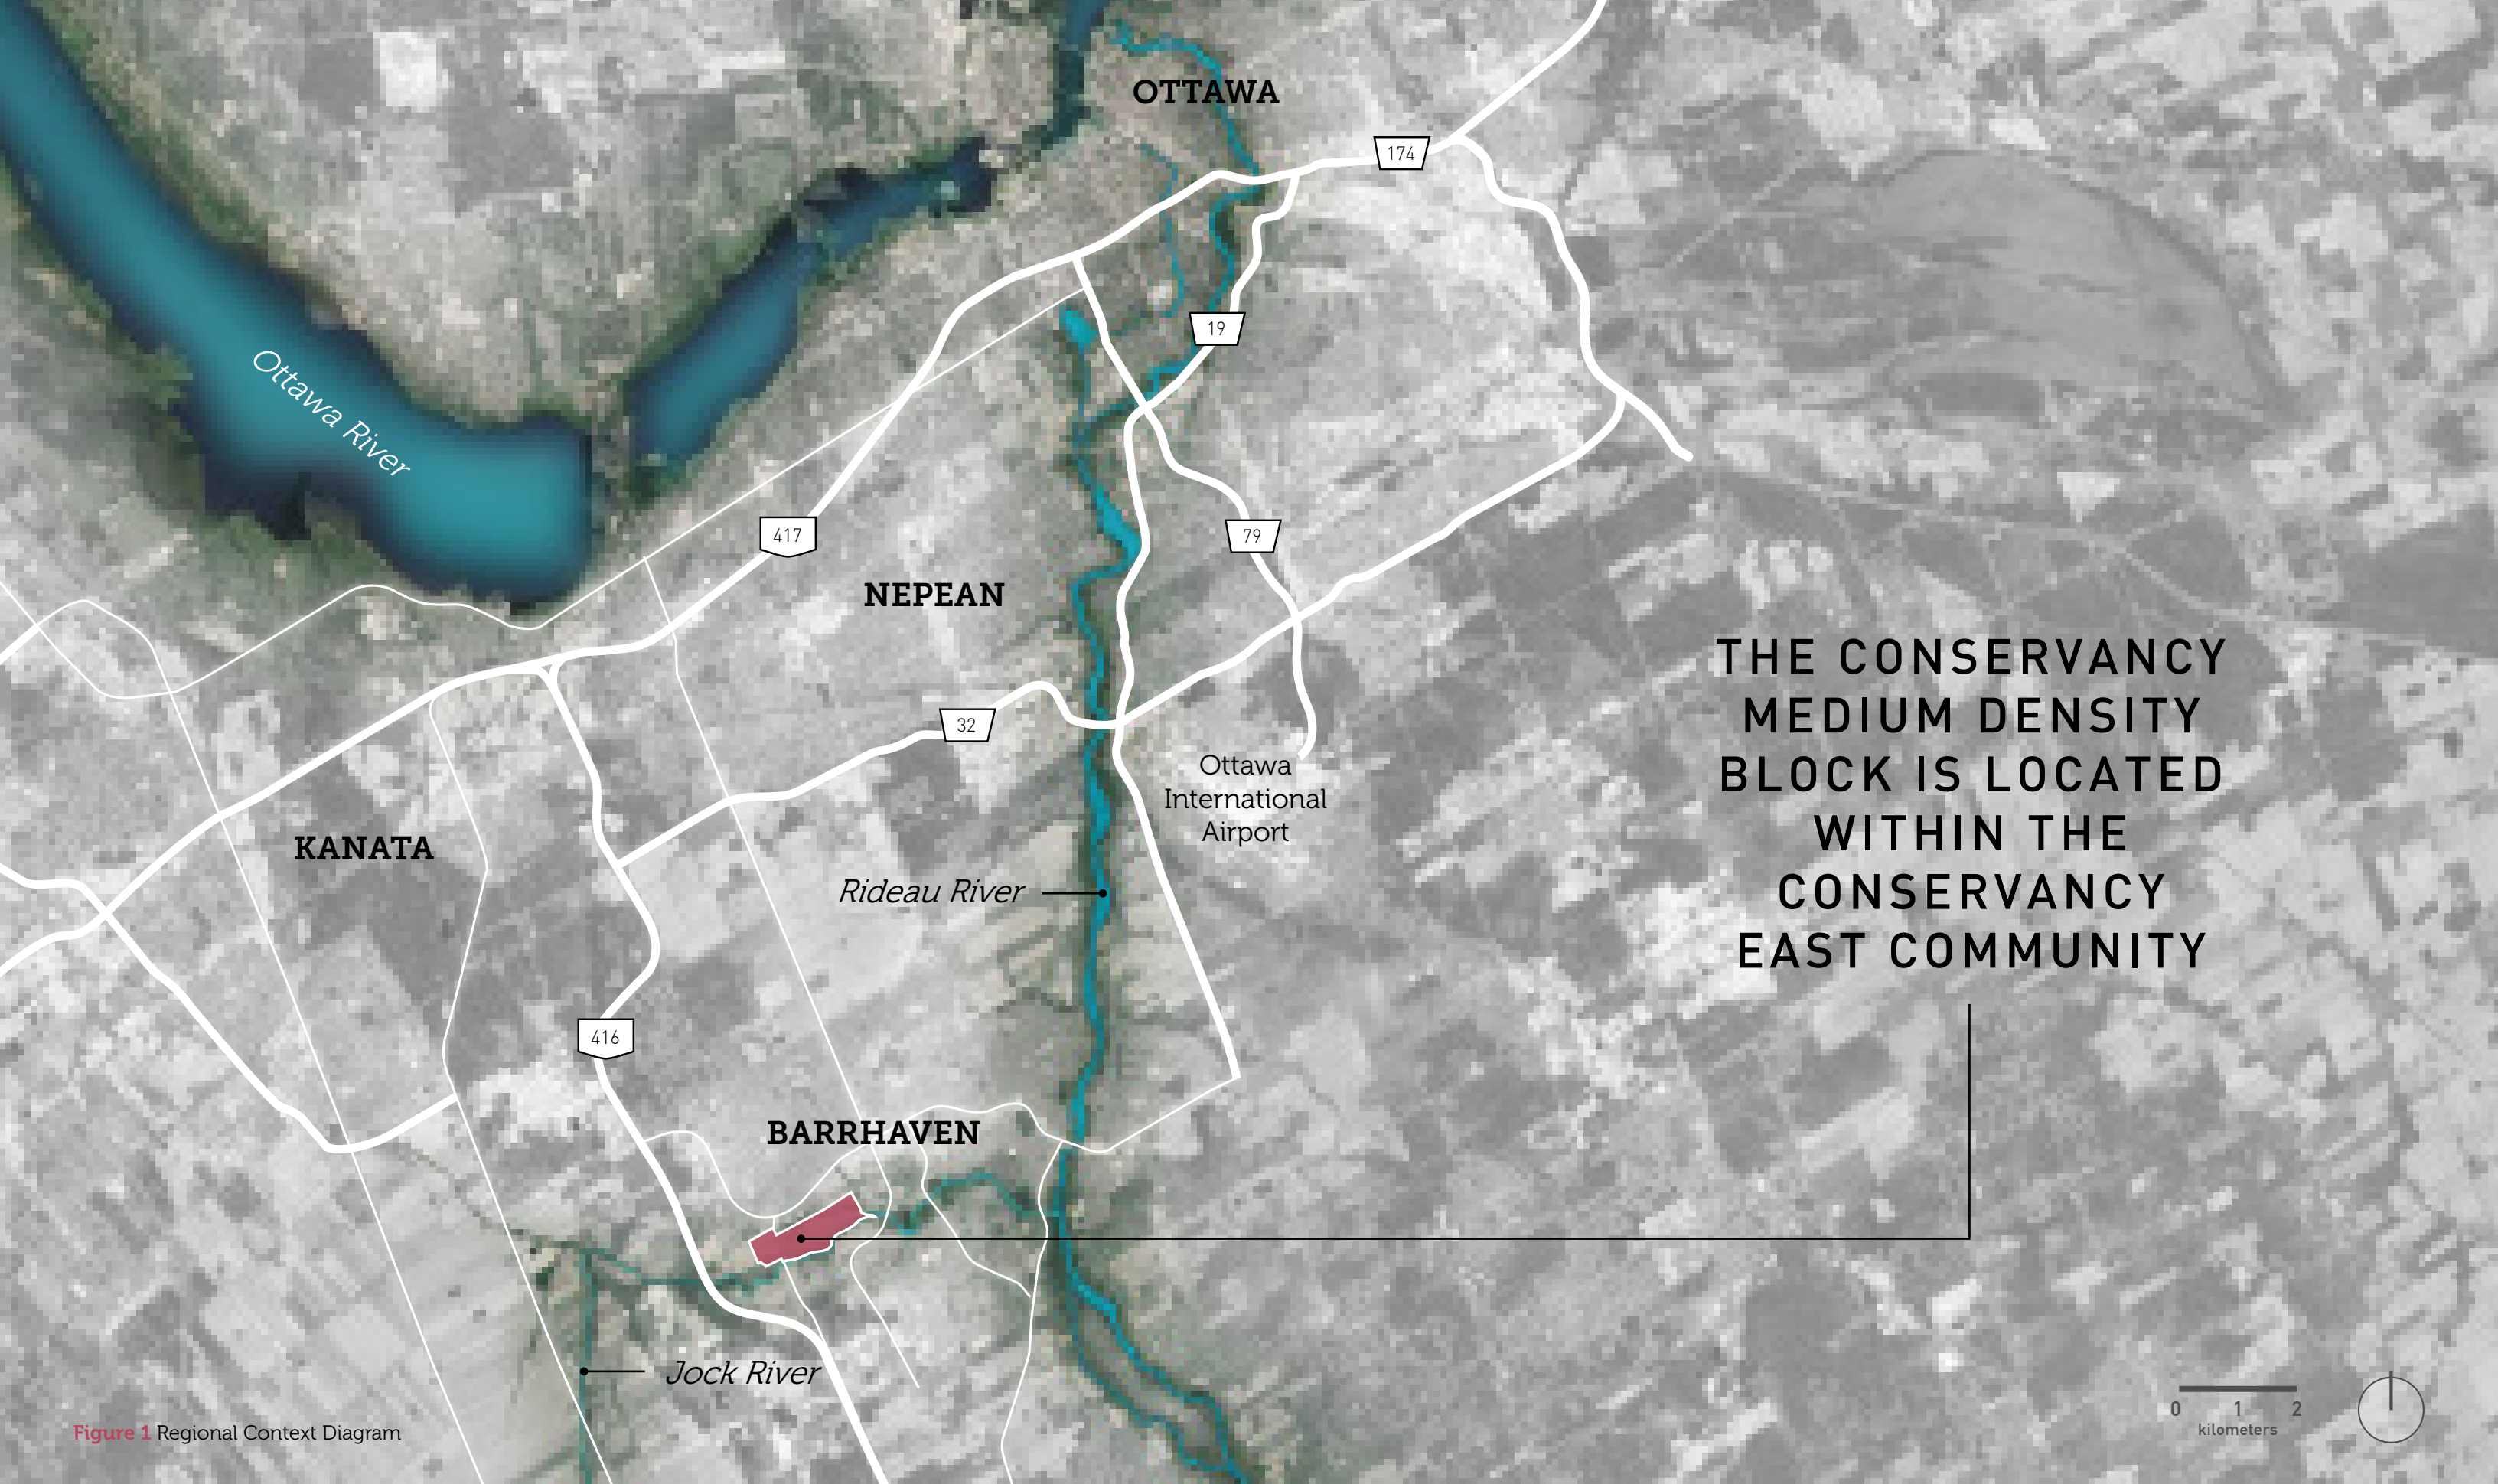 OTTAWA
174
19
Ottawa River
417
79
NEPEAN
THE CONSERVANCY
MEDIUM DENSITY
BLOCK IS LOCATED
WITHIN THE
CONSERVANCY
EAST COMMUNITY
32
Ottawa
International
Airport
KANATA
Rideau River
416
BARRHAVEN
Jock River
0 1 2
kilometers
Figure 1 Regional Context Diagram